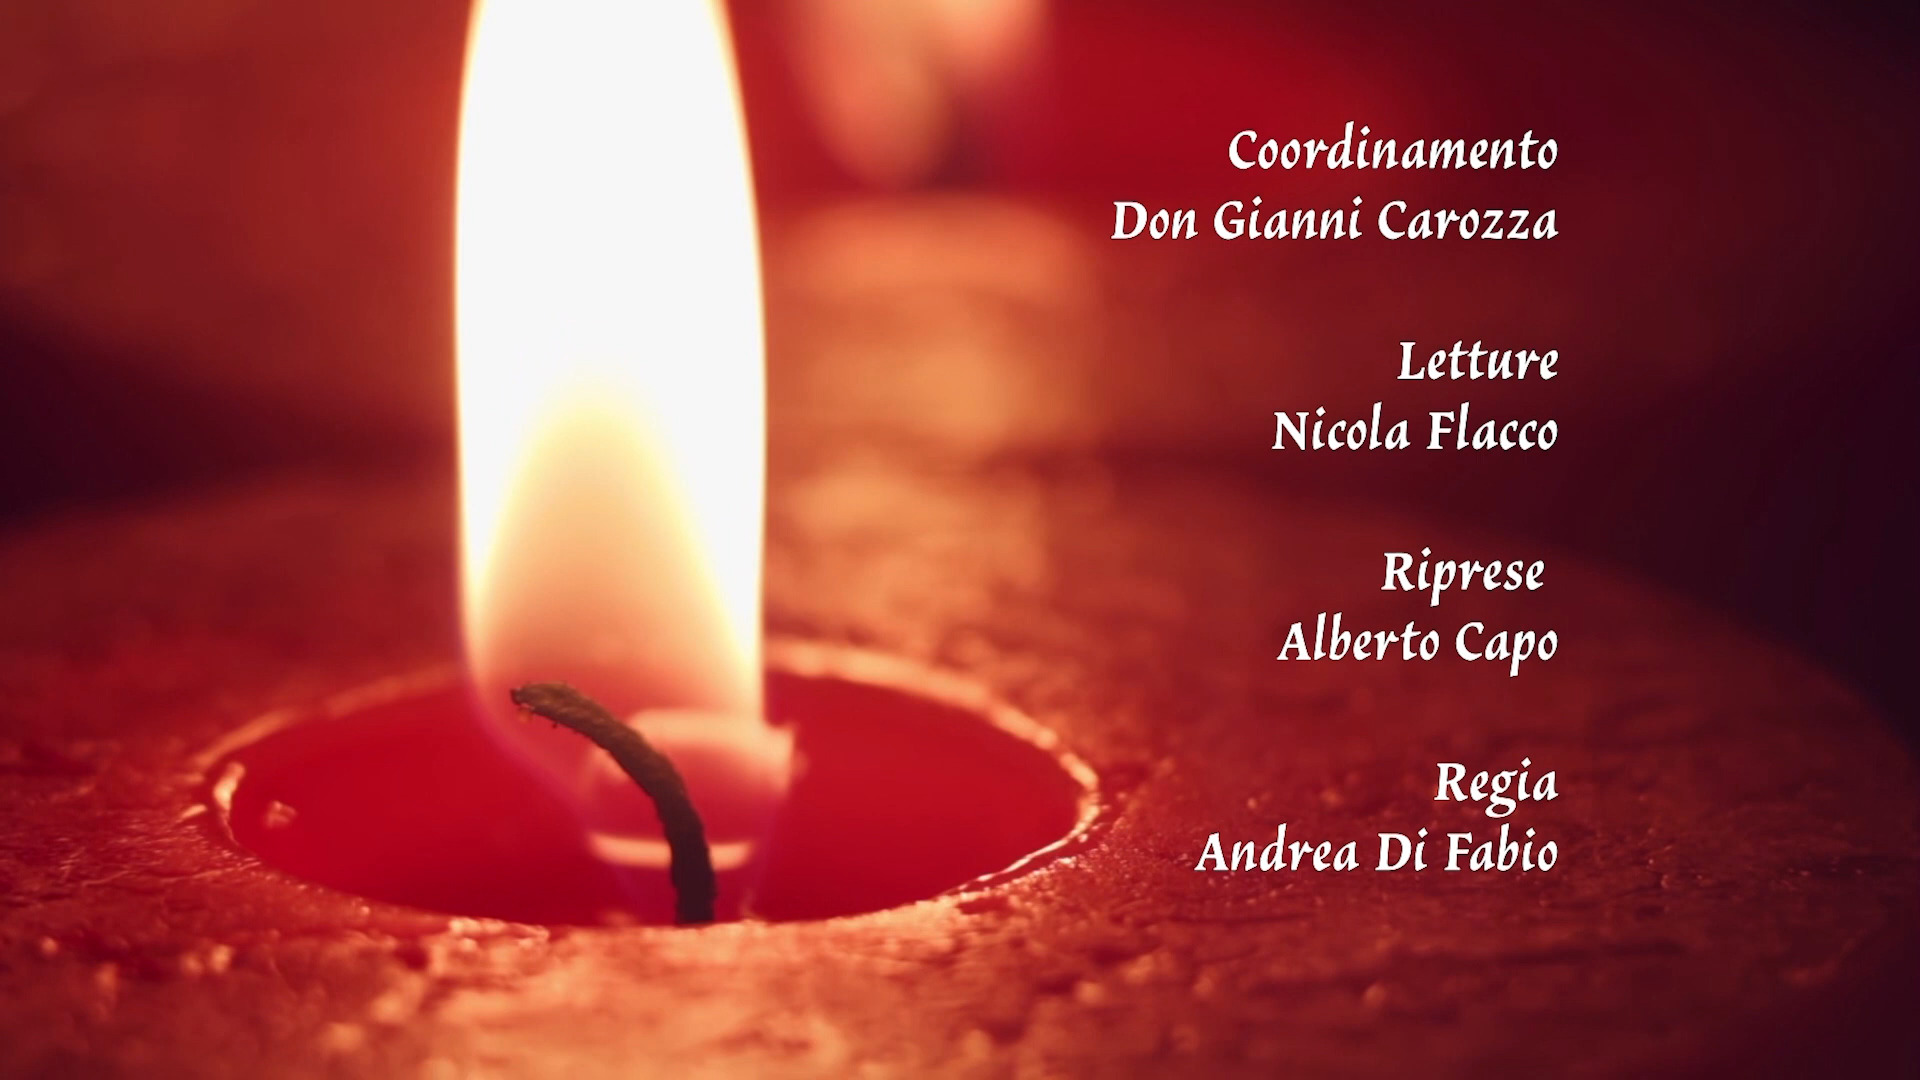 Coordinamento
Don Gianni Carozza
Letture
Nicola Flacco
Riprese
Alberto Capo
Regia
Andrea Di Fabio